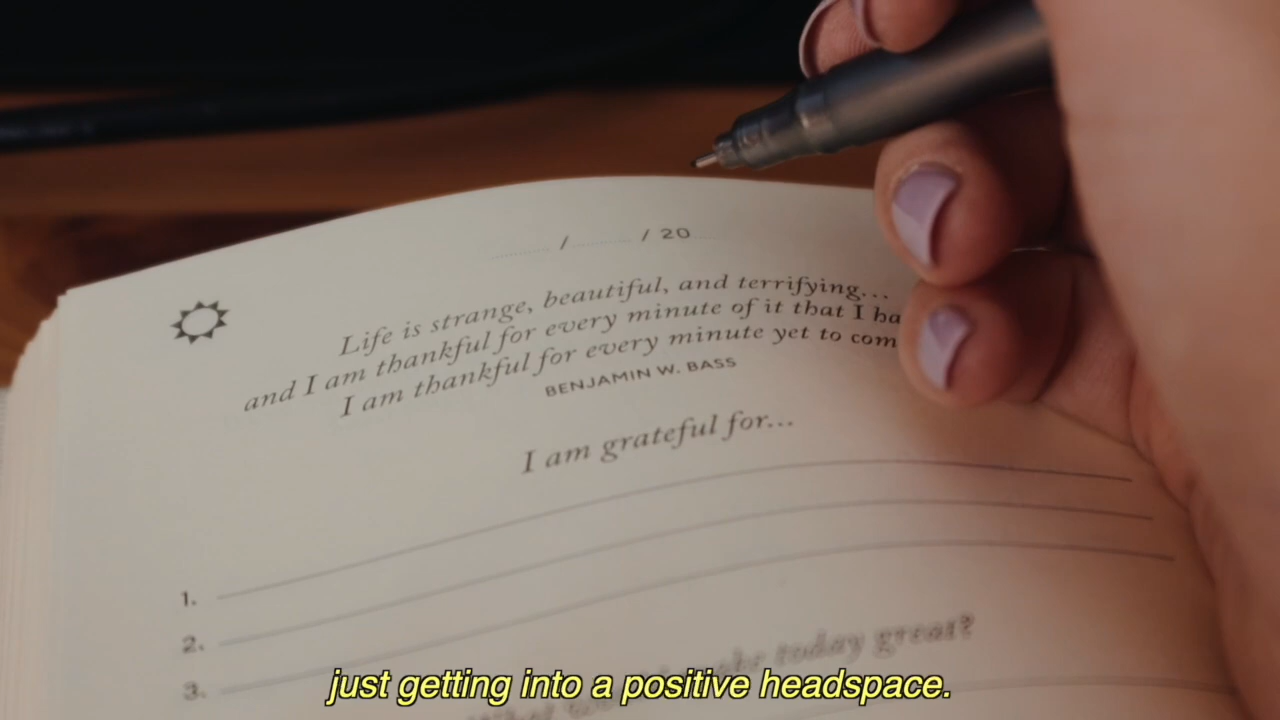 / / 20
Life is strange, beautiful, and terrifying...
and I am thankful for every minute of it that I ha
I am thankful for every minute yet to com
BENJAMIN W. BASS
I am grateful for...
1.
2.
3.
today great?
just getting into a positive headspace.